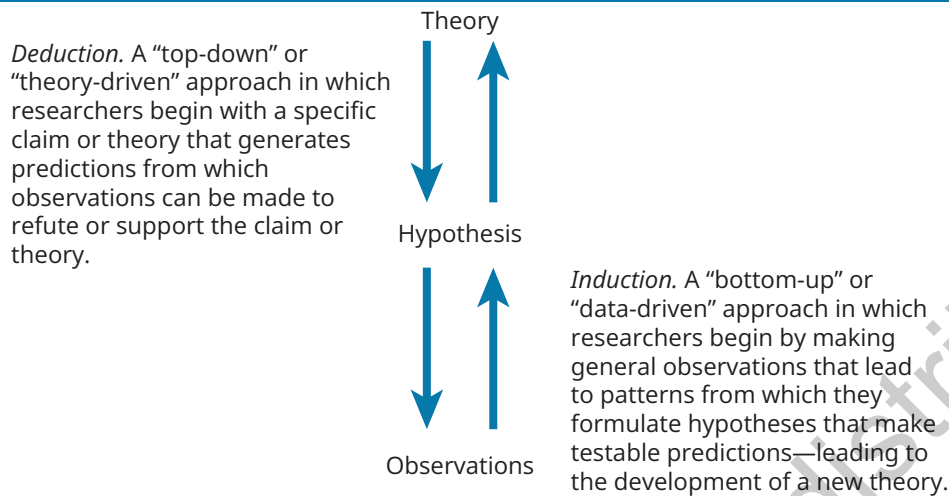 Theory
Deduction. A “top-down” or
“theory-driven” approach in which
researchers begin with a specific
claim or theory that generates
predictions from which
observations can be made to
refute or support the claim or
theory.
Hypothesis
Induction. A “bottom-up” or
“data-driven” approach in which
researchers begin by making
general observations that lead
to patterns from which they
formulate hypotheses that make
testable predictions—leading to
the development of a new theory.
Observations